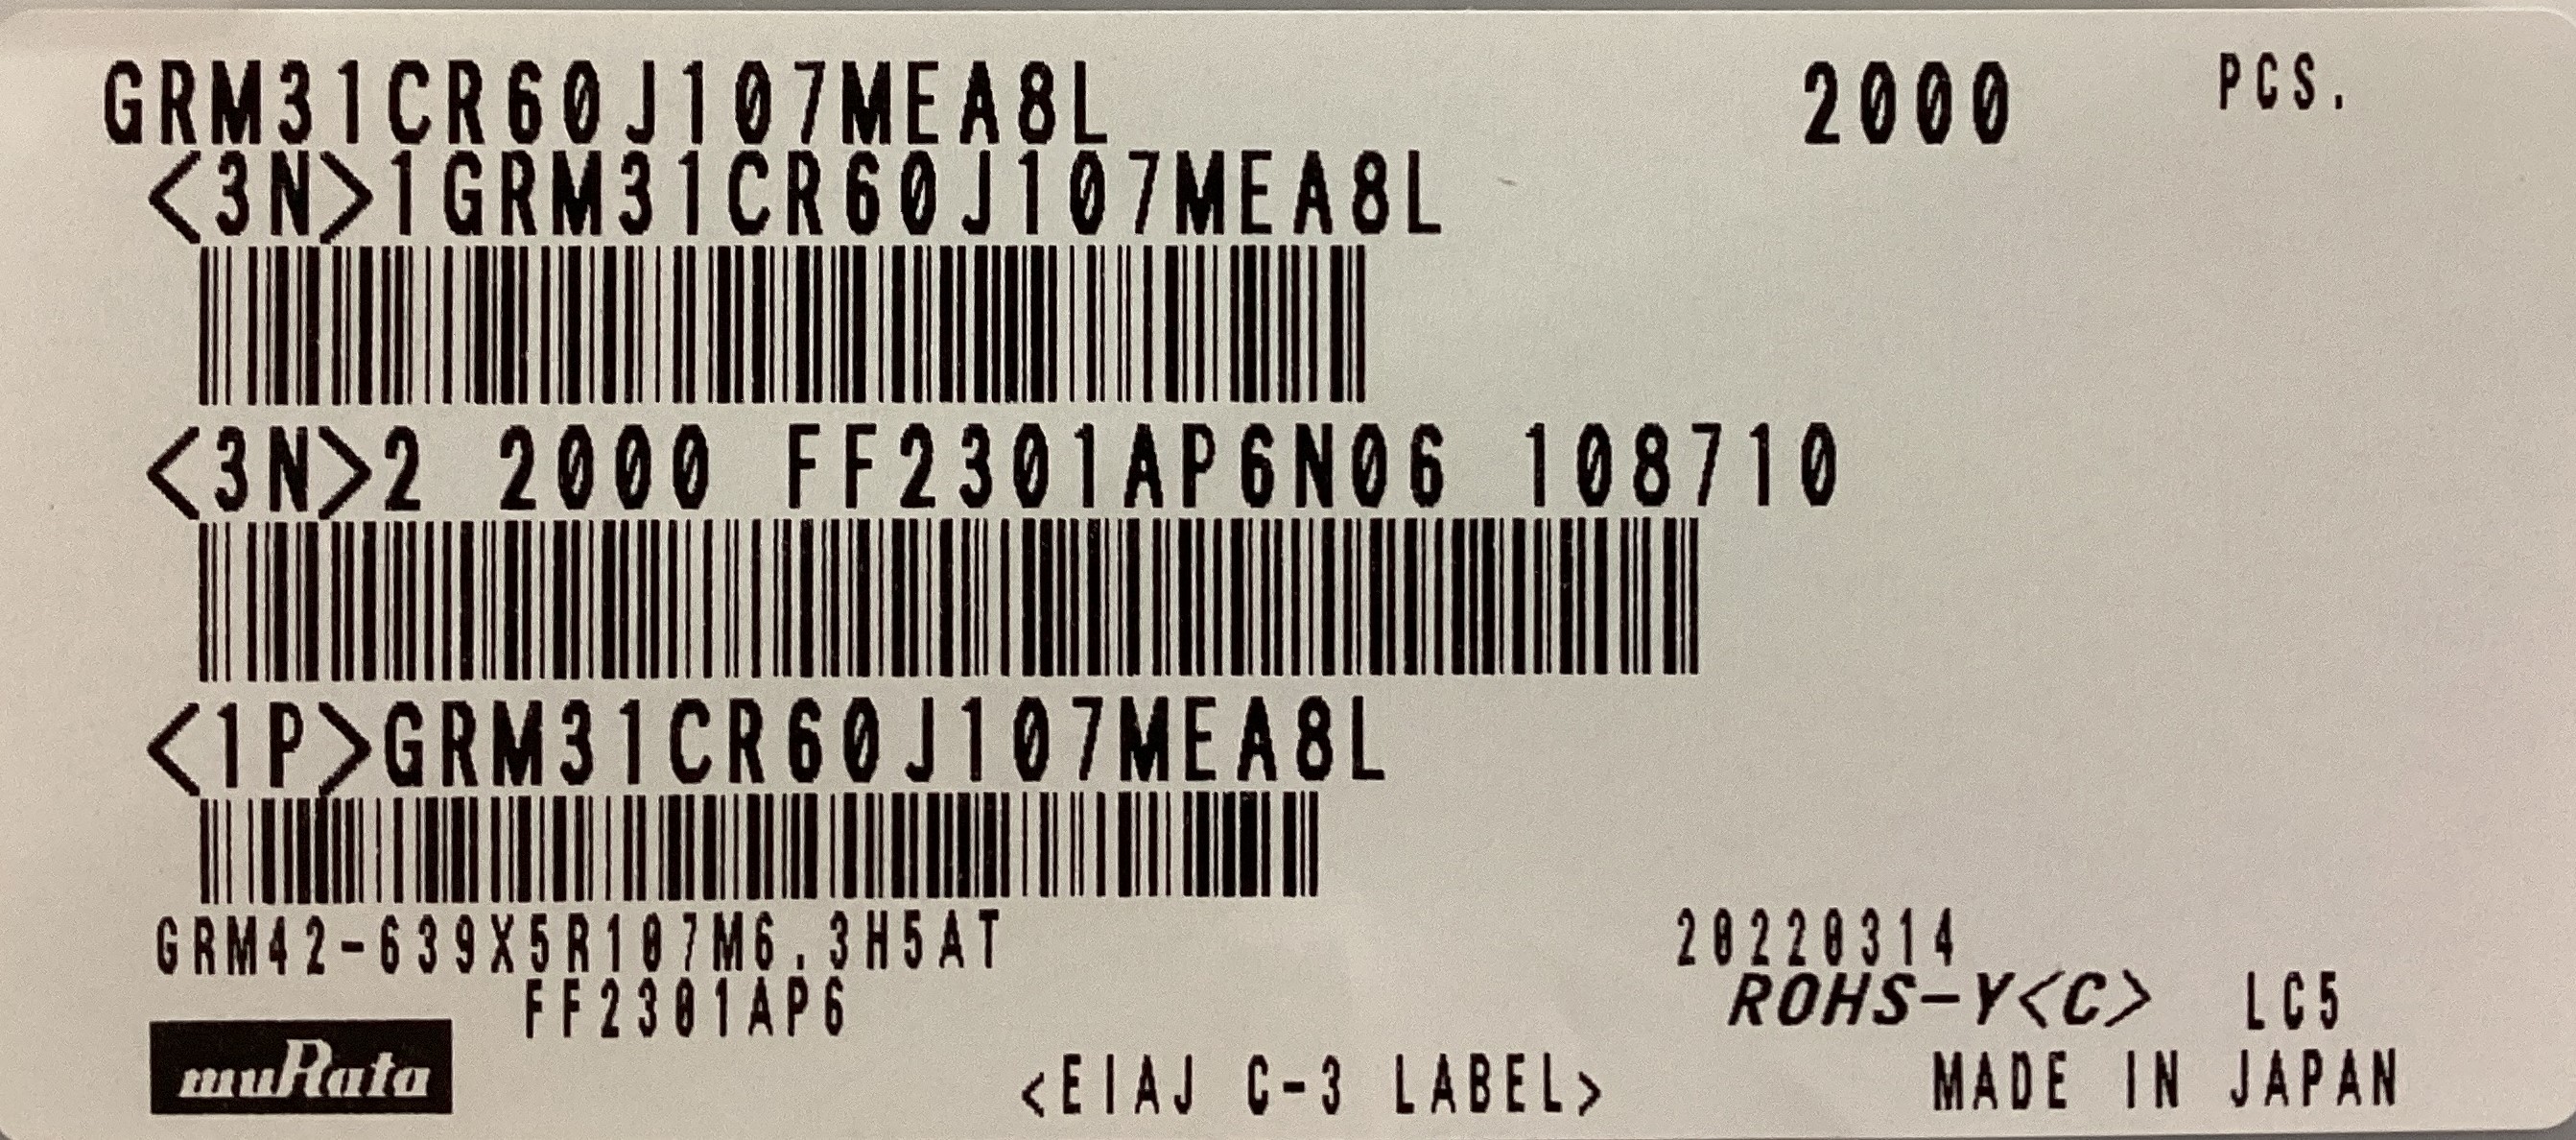 GRM31CR60J107MEA8L 2000 PCS.
<3N>1GRM31CR60J107MEA8L
<3N>2 2000 FF2301AP6N06 108710
<1P>GRM31CR60J107MEA8L
GRM42-639X5R107M6.3H5AT 20220314
FF2301AP6 ROHS-Y<C> LC5
muRata <EIAJ C-3 LABEL> MADE IN JAPAN